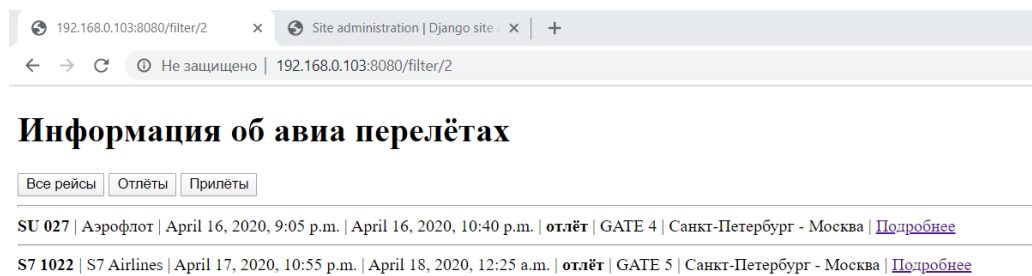 192.168.0.103:8080/filter/2 Site administration | Django site
Не защищено | 192.168.0.103:8080/filter/2
Информация об авиа перелётах
Все рейсы Отлёты Прилёты
SU 027 | Аэрофлот | April 16, 2020, 9:05 p.m. | April 16, 2020, 10:40 p.m. | отлёт | GATE 4 | Санкт-Петербург - Москва | Подробнее
S7 1022 | S7 Airlines | April 17, 2020, 10:55 p.m. | April 18, 2020, 12:25 a.m. | отлёт | GATE 5 | Санкт-Петербург - Москва | Подробнее